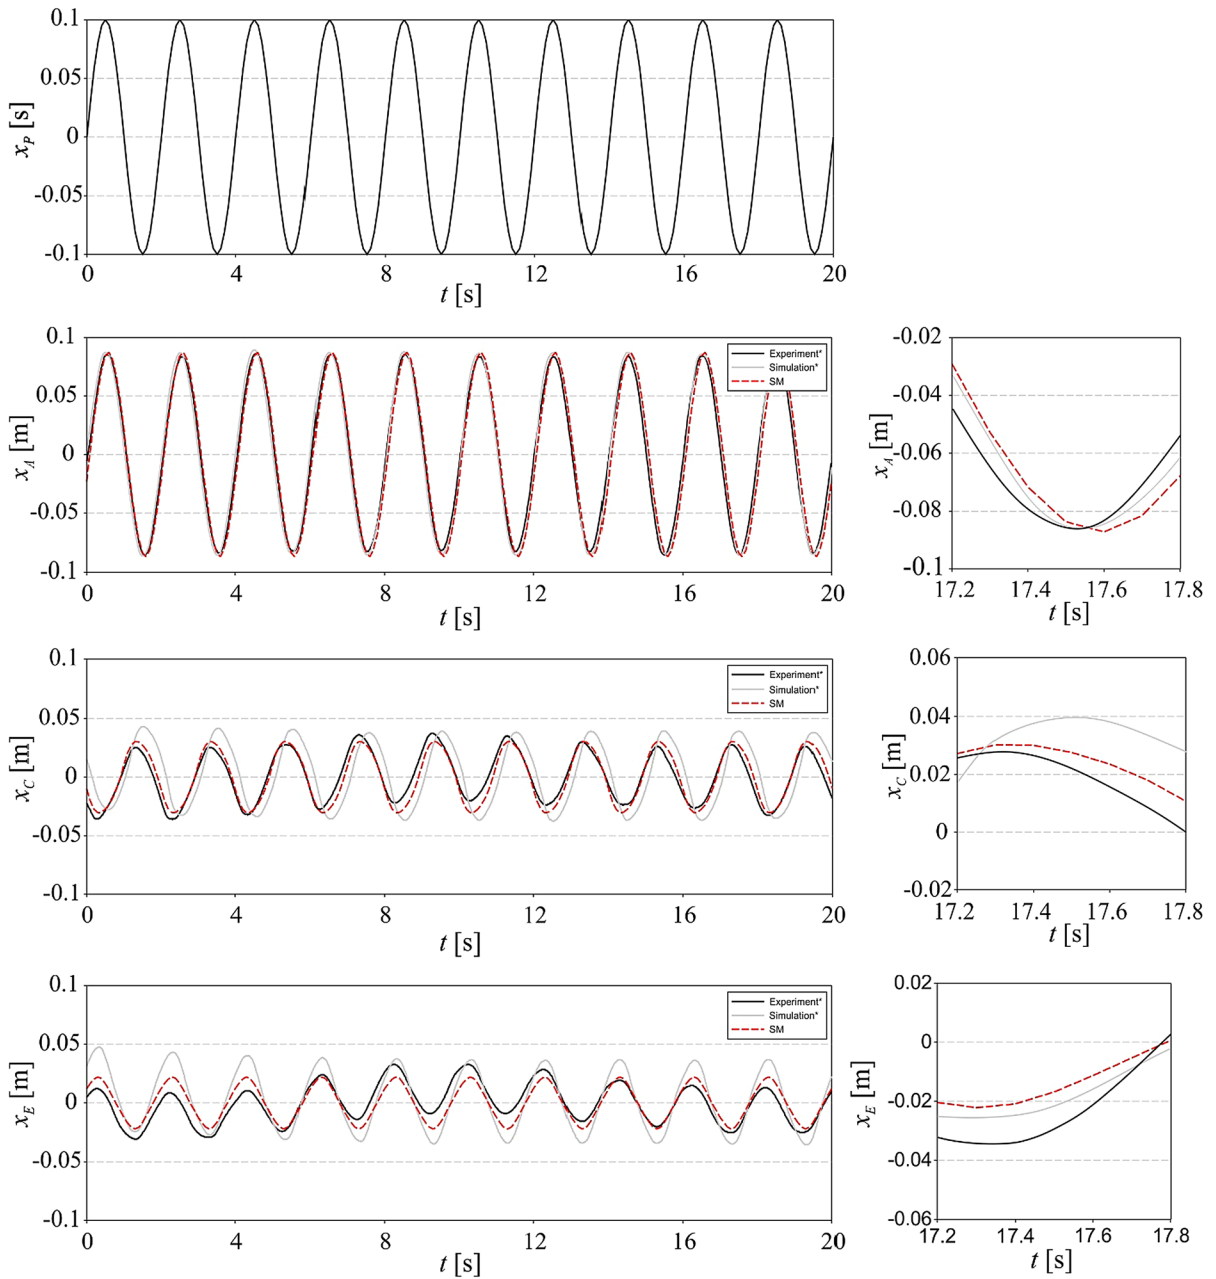 0.1
0.05
0
-0.05
-0.1
x_P [s]
0 4 8 12 16 20
t [s]
0.1
0.05
0
-0.05
-0.1
x_A [m]
Experiment*
Simulation*
SM
0 4 8 12 16 20
t [s]
-0.02
-0.04
-0.06
-0.08
-0.1
x_A [m]
17.2 17.4 17.6 17.8
t [s]
0.1
0.05
0
-0.05
-0.1
x_C [m]
Experiment*
Simulation*
SM
0 4 8 12 16 20
t [s]
0.06
0.04
0.02
0
-0.02
x_C [m]
17.2 17.4 17.6 17.8
t [s]
0.1
0.05
0
-0.05
-0.1
x_E [m]
Experiment*
Simulation*
SM
0 4 8 12 16 20
t [s]
0.02
0
-0.02
-0.04
-0.06
x_E [m]
17.2 17.4 17.6 17.8
t [s]